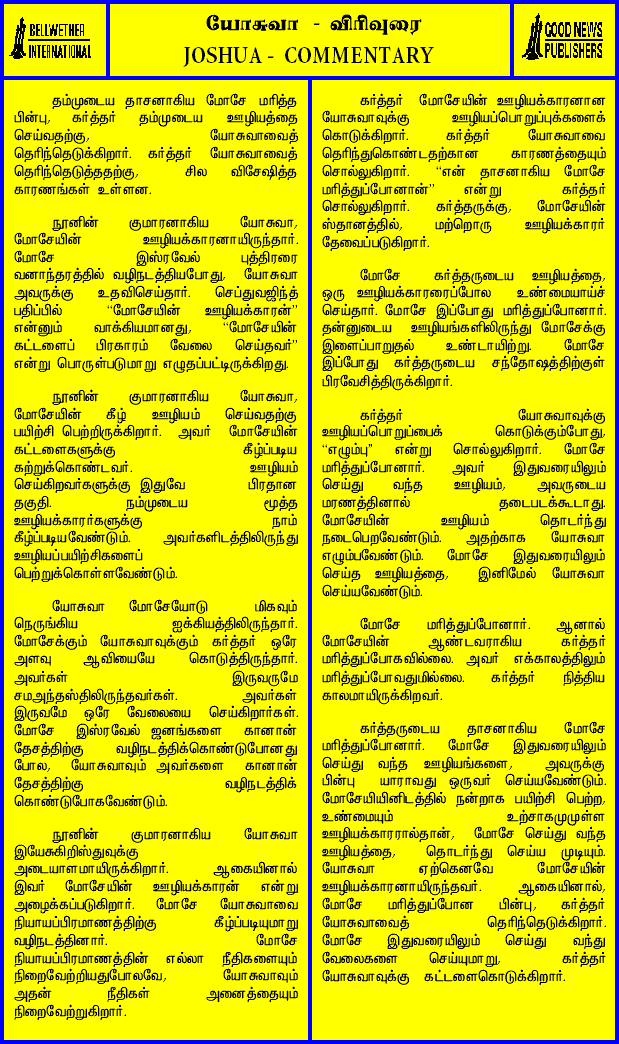 BELLWETHER
INTERNATIONAL
யோசுவா - விரிவுரை
JOSHUA - COMMENTARY
GOOD NEWS
PUBLISHERS
தம்முடைய தாசனாகிய மோசே மரித்த
பின்பு, கர்த்தர் தம்முடைய ஊழியத்தை
செய்வதற்கு, யோசுவாவைத்
தெரிந்தெடுக்கிறார். கர்த்தர் யோசுவாவைத்
தெரிந்தெடுத்ததற்கு, சில விசேஷித்த
காரணங்கள் உள்ளன.
நூனின் குமாரனாகிய யோசுவா,
மோசேயின் ஊழியக்காரனாயிருந்தார்.
மோசே இஸ்ரவேல் புத்திரரை
வனாந்தரத்தில் வழிநடத்தியபோது, யோசுவா
அவருக்கு உதவிசெய்தார். செப்துவஜிந்த்
பதிப்பில் “மோசேயின் ஊழியக்காரன்”
என்னும் வாக்கியமானது, “மோசேயின்
கட்டளைப் பிரகாரம் வேலை செய்தவர்”
என்று பொருள்படுமாறு எழுதப்பட்டிருக்கிறது.
நூனின் குமாரனாகிய யோசுவா,
மோசேயின் கீழ் ஊழியம் செய்வதற்கு
பயிற்சி பெற்றிருக்கிறார். அவர் மோசேயின்
கட்டளைகளுக்கு கீழ்ப்படிய
கற்றுக்கொண்டவர். ஊழியம்
செய்கிறவர்களுக்கு இதுவே பிரதான
தகுதி. நம்முடைய மூத்த
ஊழியக்காரர்களுக்கு நாம்
கீழ்ப்படியவேண்டும். அவர்களிடத்திலிருந்து
ஊழியப்பயிற்சிகளைப்
பெற்றுக்கொள்ளவேண்டும்.
யோசுவா மோசேயோடு மிகவும்
நெருங்கிய ஐக்கியத்திலிருந்தார்.
மோசேக்கும் யோசுவாவுக்கும் கர்த்தர் ஒரே
அளவு ஆவியையே கொடுத்திருந்தார்.
அவர்கள் இருவருமே
சமஅந்தஸ்திலிருந்தவர்கள். அவர்கள்
இருவமே ஒரே வேலையை செய்கிறார்கள்.
மோசே இஸ்ரவேல் ஜனங்களை கானான்
தேசத்திற்கு வழிநடத்திக்கொண்டுபோனது
போல, யோசுவாவும் அவர்களை கானான்
தேசத்திற்கு வழிநடத்திக்
கொண்டுபோகவேண்டும்.
நூனின் குமாரனாகிய யோசுவா
இயேசுகிறிஸ்துவுக்கு
அடையாளமாயிருக்கிறார். ஆகையினால்
இவர் மோசேயின் ஊழியக்காரன் என்று
அழைக்கப்படுகிறார். மோசே யோசுவாவை
நியாயப்பிரமாணத்திற்கு கீழ்ப்படியுமாறு
வழிநடத்தினார். மோசே
நியாயப்பிரமாணத்தின் எல்லா நீதிகளையும்
நிறைவேற்றியதுபோலவே, யோசுவாவும்
அதன் நீதிகள் அனைத்தையும்
நிறைவேற்றுகிறார்.
கர்த்தர் மோசேயின் ஊழியக்காரனான
யோசுவாவுக்கு ஊழியப்பொறுப்புக்களைக்
கொடுக்கிறார். கர்த்தர் யோசுவாவை
தெரிந்துகொண்டதற்கான காரணத்தையும்
சொல்லுகிறார். “என் தாசனாகிய மோசே
மரித்துப்போனான்” என்று கர்த்தர்
சொல்லுகிறார். கர்த்தருக்கு, மோசேயின்
ஸ்தானத்தில், மற்றொரு ஊழியக்காரர்
தேவைப்படுகிறார்.
மோசே கர்த்தருடைய ஊழியத்தை,
ஒரு ஊழியக்காரரைப்போல உண்மையாய்ச்
செய்தார். மோசே இப்போது மரித்துப்போனார்.
தன்னுடைய ஊழியங்களிலிருந்து மோசேக்கு
இளைப்பாறுதல் உண்டாயிற்று. மோசே
இப்போது கர்த்தருடைய சந்தோஷத்திற்குள்
பிரவேசித்திருக்கிறார்.
கர்த்தர் யோசுவாவுக்கு
ஊழியப்பொறுப்பைக் கொடுக்கும்போது,
“எழும்பு” என்று சொல்லுகிறார். மோசே
மரித்துப்போனார். அவர் இதுவரையிலும்
செய்து வந்த ஊழியம், அவருடைய
மரணத்தினால் தடைபடக்கூடாது.
மோசேயின் ஊழியம் தொடர்ந்து
நடைபெறவேண்டும். அதற்காக யோசுவா
எழும்பவேண்டும். மோசே இதுவரையிலும்
செய்த ஊழியத்தை, இனிமேல் யோசுவா
செய்யவேண்டும்.
மோசே மரித்துப்போனார். ஆனால்
மோசேயின் ஆண்டவராகிய கர்த்தர்
மரித்துப்போகவில்லை. அவர் எக்காலத்திலும்
மரித்துப்போவதுமில்லை. கர்த்தர் நித்திய
காலமாயிருக்கிறவர்.
கர்த்தருடைய தாசனாகிய மோசே
மரித்துப்போனார். மோசே இதுவரையிலும்
செய்து வந்த ஊழியங்களை, அவருக்கு
பின்பு யாராவது ஒருவர் செய்யவேண்டும்.
மோசேயியினிடத்தில் நன்றாக பயிற்சி பெற்ற,
உண்மையும் உற்சாகமுமுள்ள
ஊழியக்காரரால்தான், மோசே செய்து வந்த
ஊழியத்தை, தொடர்ந்து செய்ய முடியும்.
யோசுவா ஏற்கெனவே மோசேயின்
ஊழியக்காரனாயிருந்தவர். ஆகையினால்,
மோசே மரித்துப்போன பின்பு, கர்த்தர்
யோசுவாவைத் தெரிந்தெடுக்கிறார்.
மோசே இதுவரையிலும் செய்து வந்து
வேலைகளை செய்யுமாறு, கர்த்தர்
யோசுவாவுக்கு கட்டளைகொடுக்கிறார்.